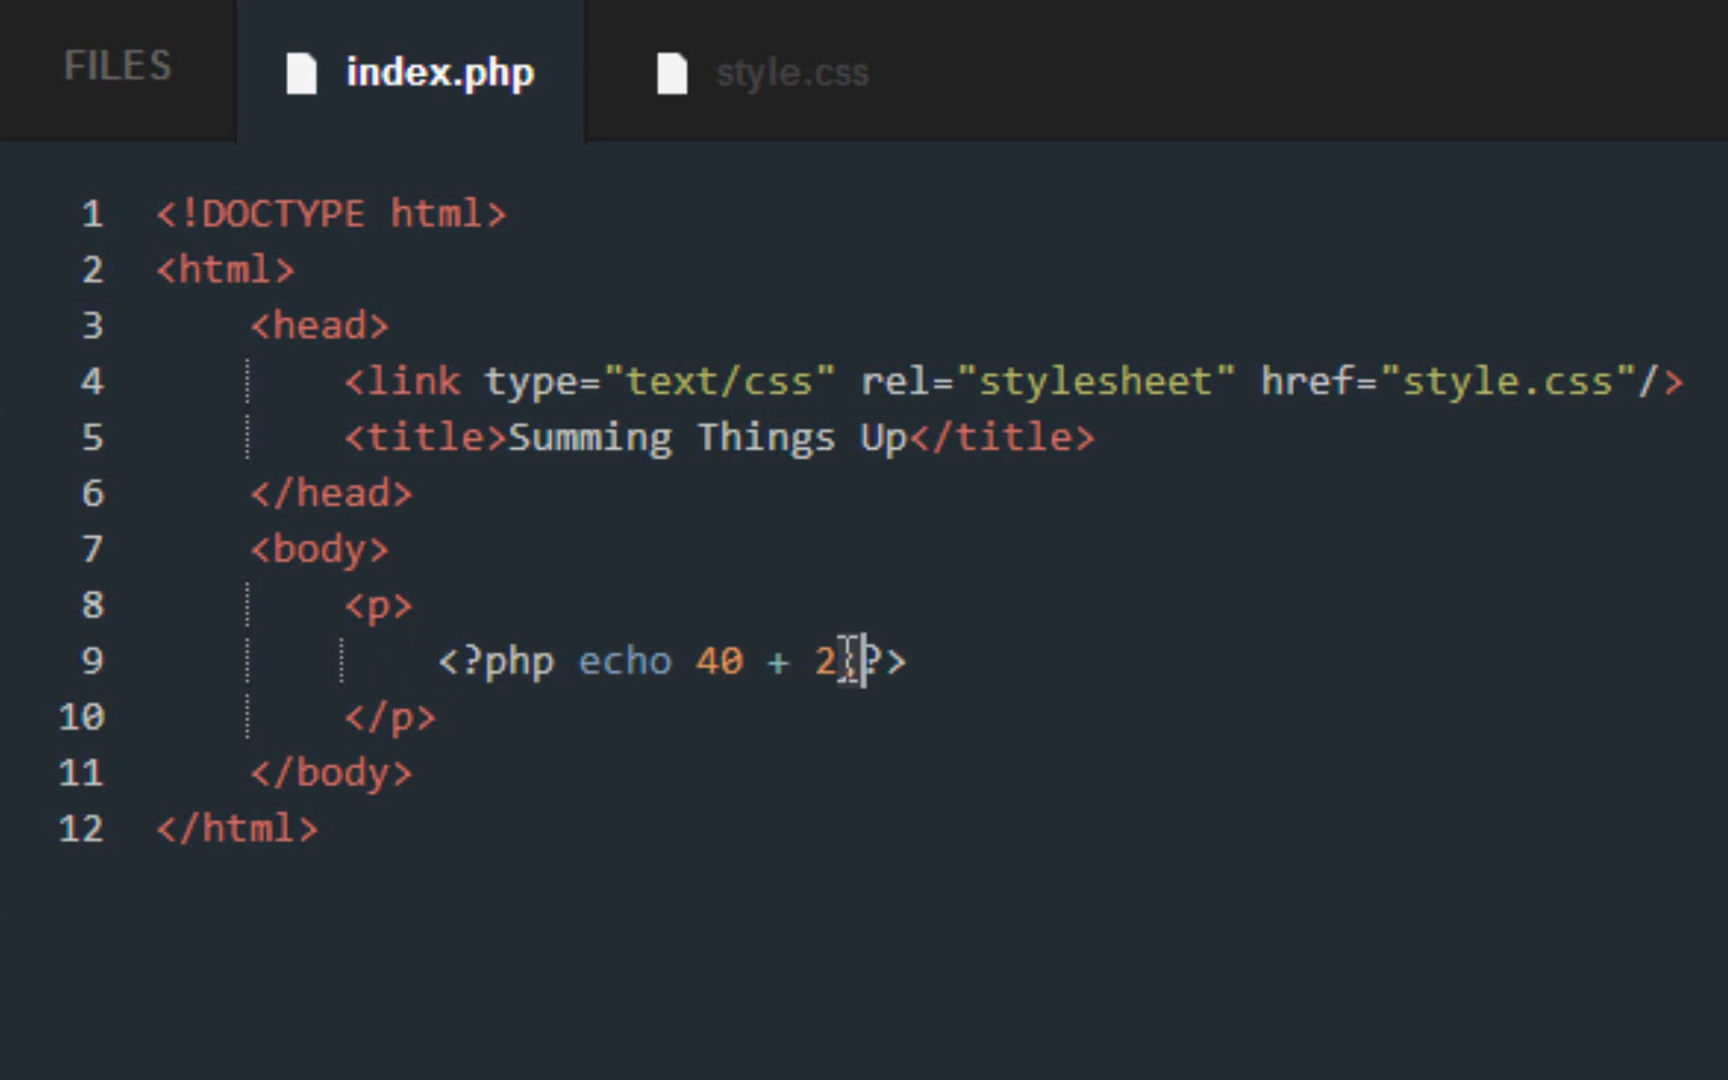 FILES index.php style.css
1 <!DOCTYPE html>
2 <html>
3 <head>
4 <link type="text/css" rel="stylesheet" href="style.css"/>
5 <title>Summing Things Up</title>
6 </head>
7 <body>
8 <p>
9 <?php echo 40 + 2;?>
10 </p>
11 </body>
12 </html>